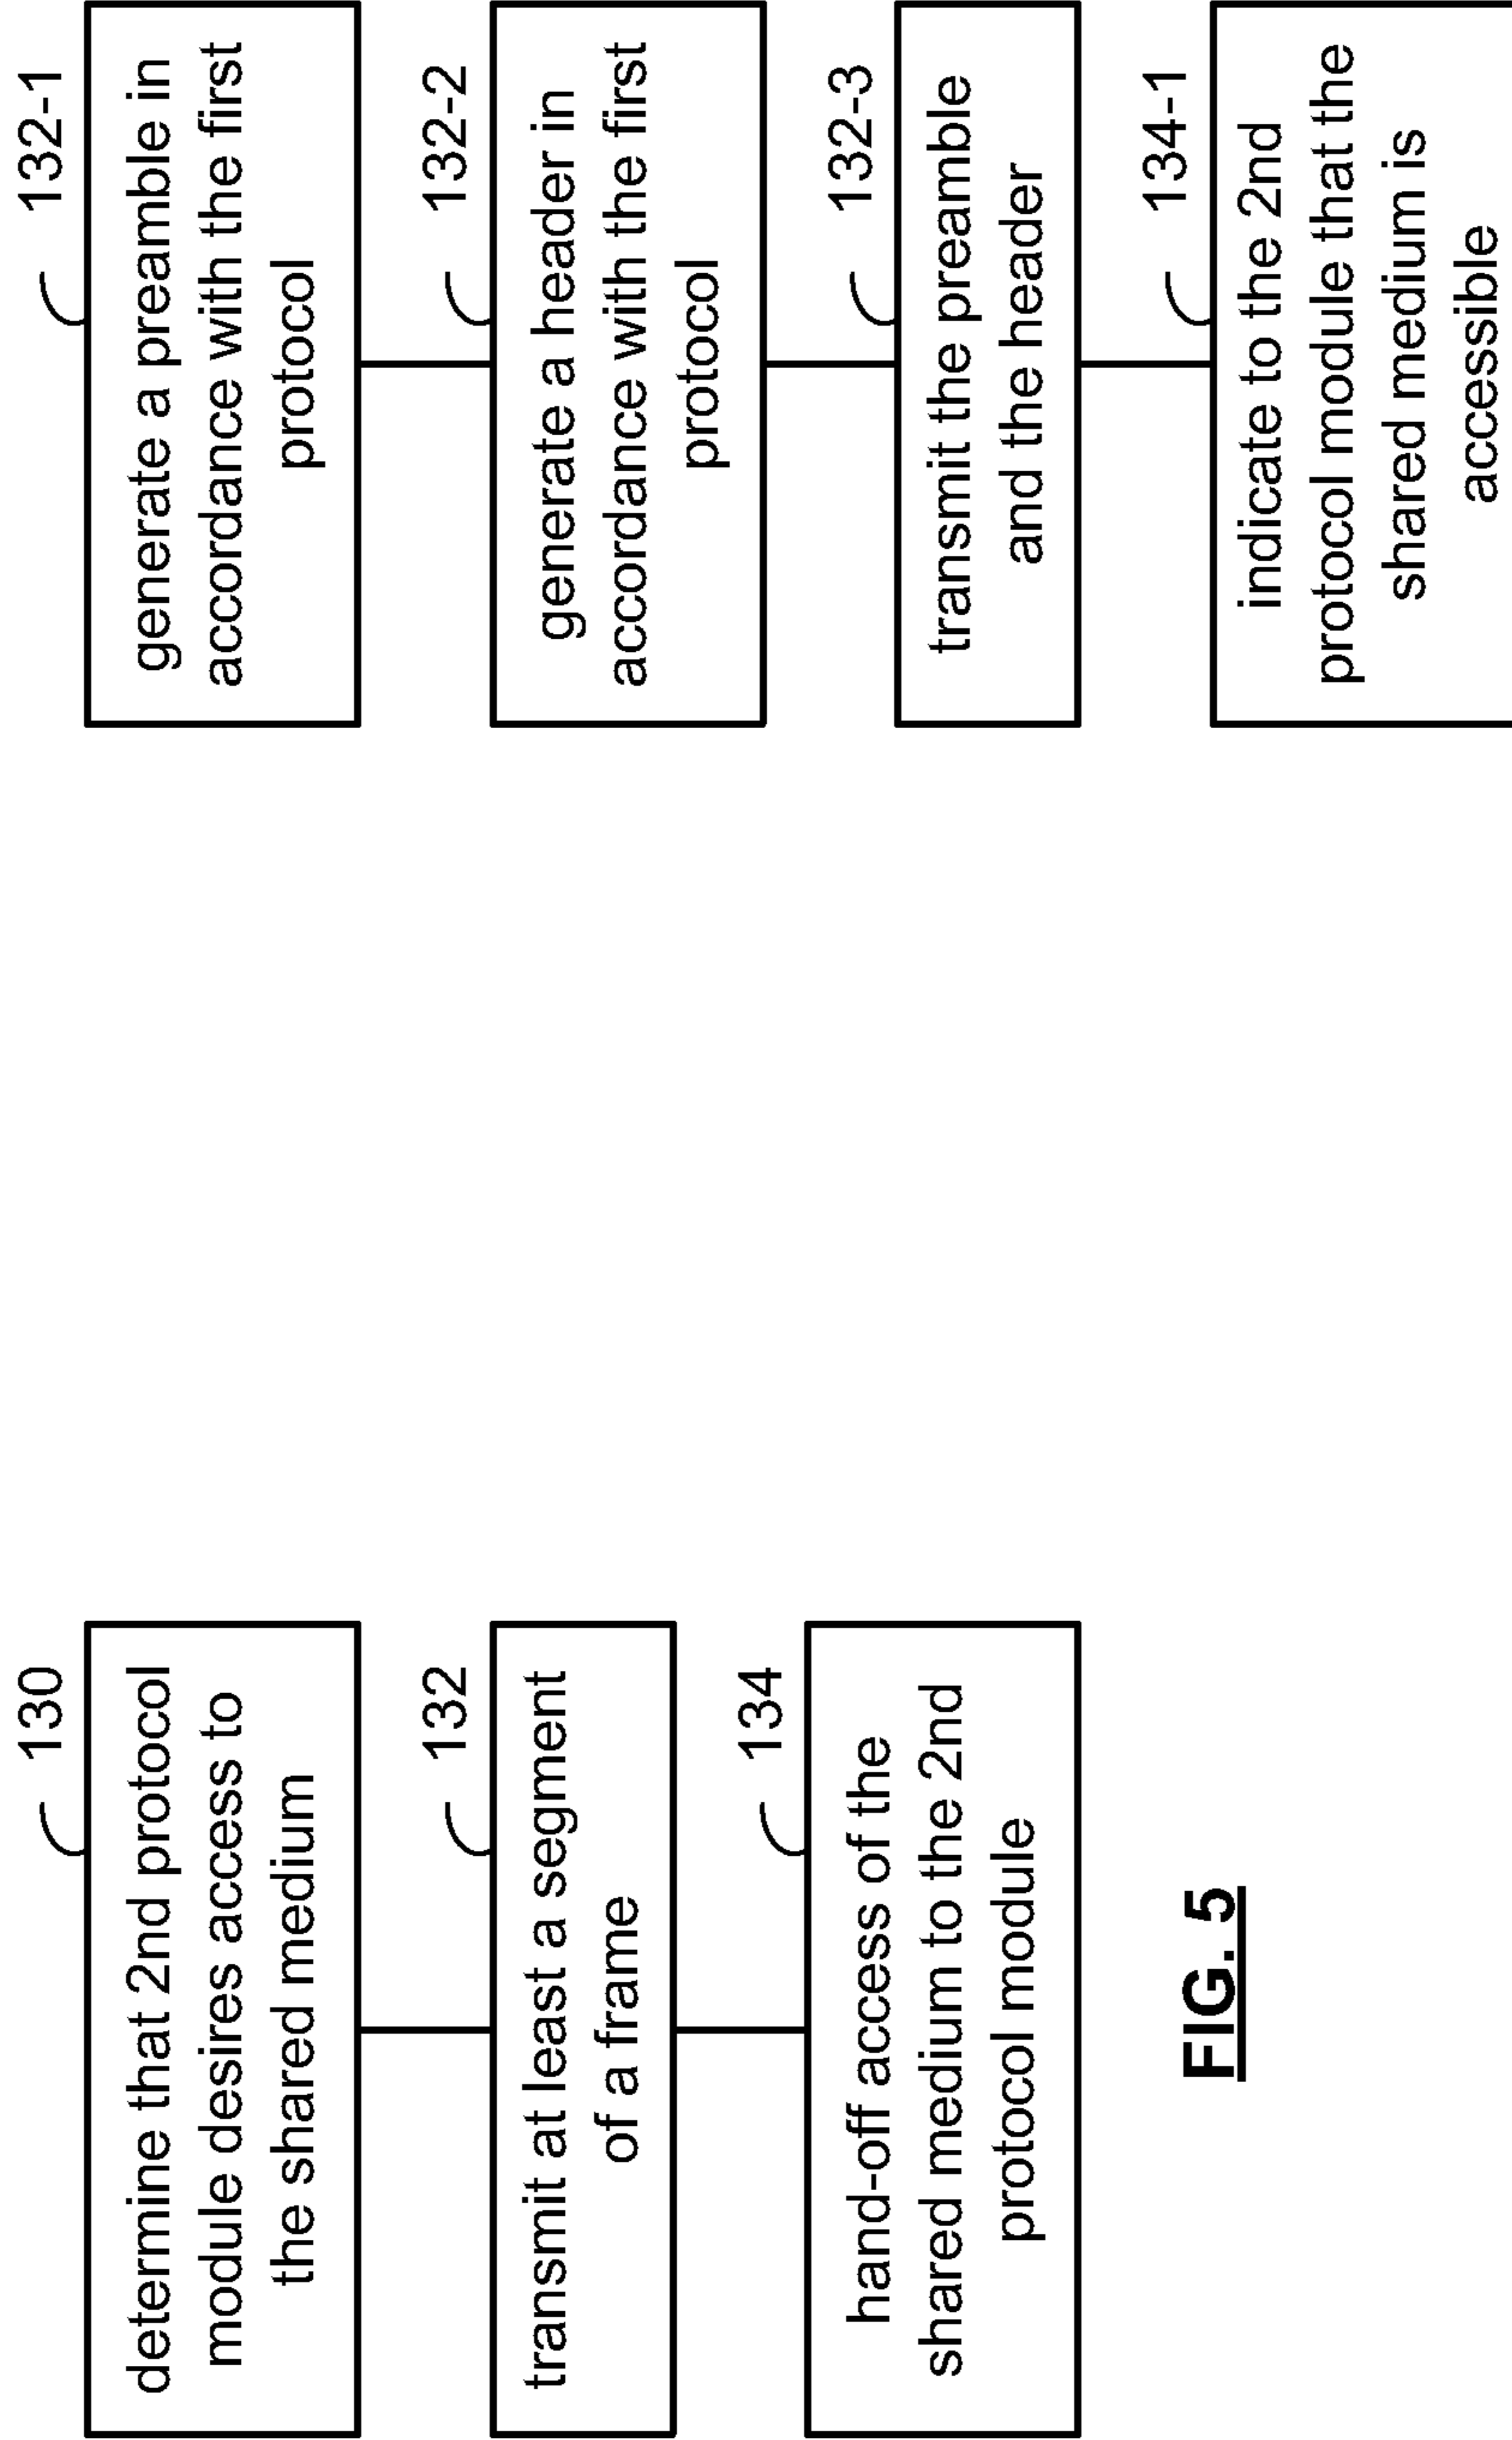 130
determine that 2nd protocol
module desires access to
the shared medium
132
transmit at least a segment
of a frame
134
hand-off access of the
shared medium to the 2nd
protocol module
FIG. 5
132-1
generate a preamble in
accordance with the first
protocol
132-2
generate a header in
accordance with the first
protocol
132-3
transmit the preamble
and the header
134-1
indicate to the 2nd
protocol module that the
shared medium is
accessible